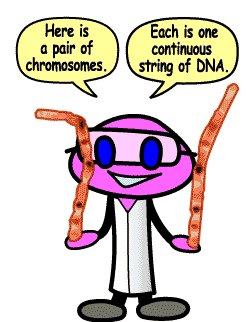 Here is
a pair of
chromosomes.
Each is one
continuous
string of DNA.